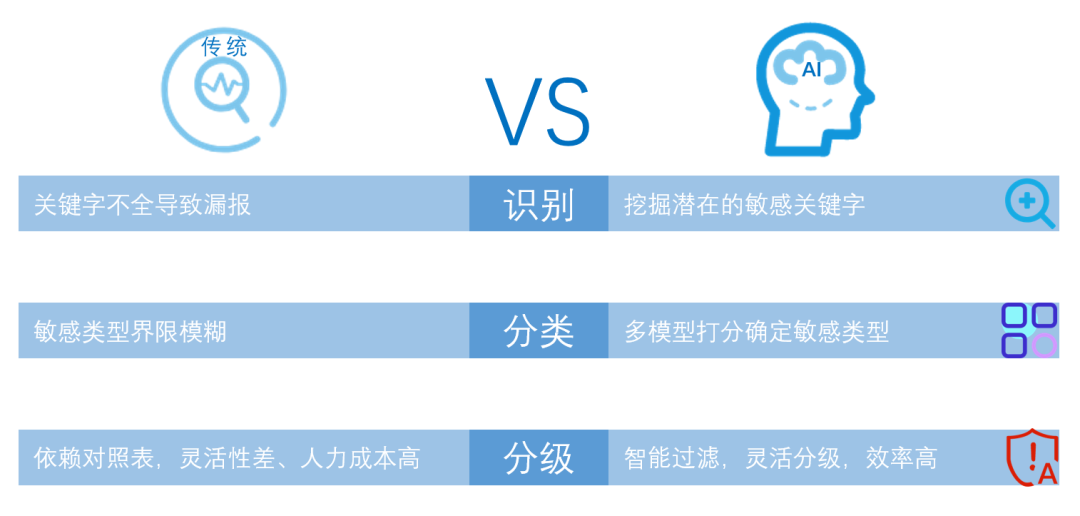 传统
VS
AI
关键字不全导致漏报
识别
挖掘潜在的敏感关键字
敏感类型界限模糊
分类
多模型打分确定敏感类型
依赖对照表，灵活性差、人力成本高
分级
智能过滤，灵活分级，效率高
A